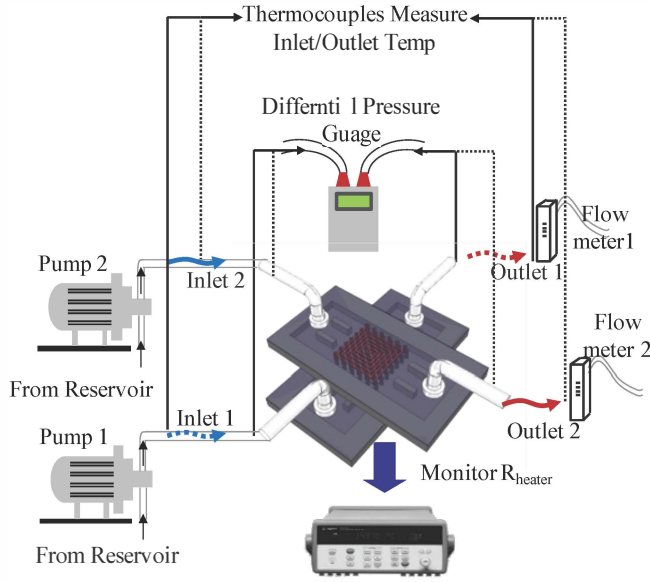 Thermocouples Measure
Inlet/Outlet Temp
Differnti 1 Pressure
Guage
Flow
meter1
Pump 2
Inlet 2
Outlet 1
Flow
meter 2
From Reservoir
Inlet 1
Pump 1
Outlet 2
Monitor Rheater
From Reservoir